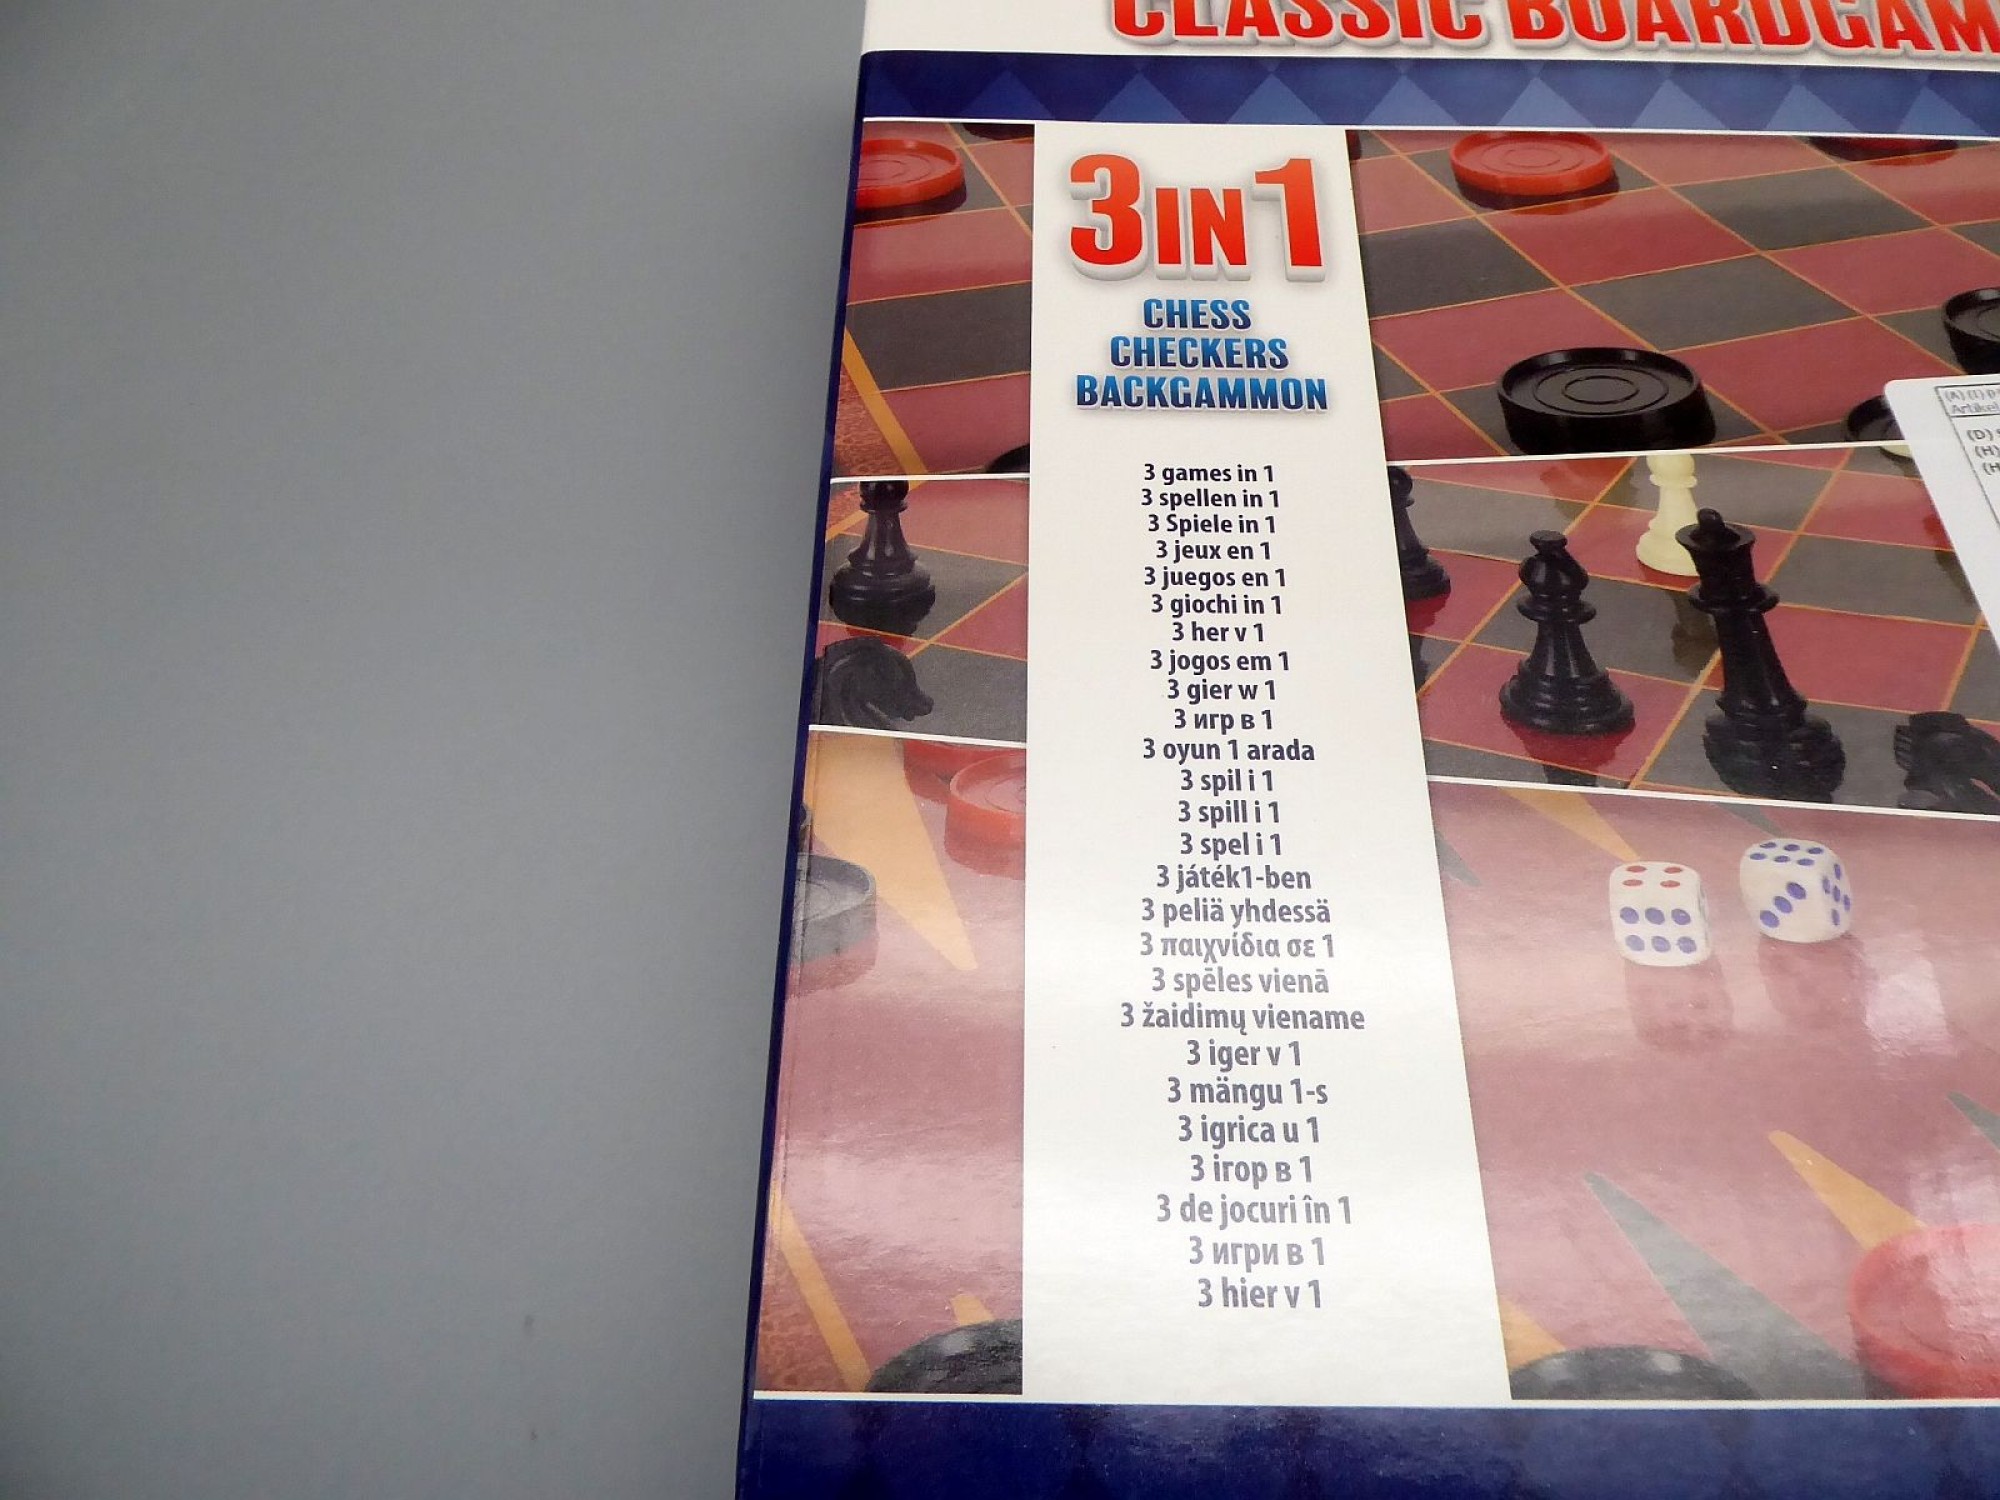 CLASSIC BOARDGAM
3IN1
CHESS
CHECKERS
BACKGAMMON
3 games in 1
3 spellen in 1
3 Spiele in 1
3 jeux en 1
3 juegos en 1
3 giochi in 1
3 her v 1
3 jogos em 1
3 gier w 1
3 игр в 1
3 oyun 1 arada
3 spil i 1
3 spill i 1
3 spel i 1
3 játék1-ben
3 peliä yhdessä
3 παιχνίδια σε 1
3 spēles vienā
3 žaidimų viename
3 iger v 1
3 mängu 1-s
3 igrica u 1
3 ігор в 1
3 de jocuri în 1
3 игри в 1
3 hier v 1
(A) (I) D
Artikel
(D)
(H)